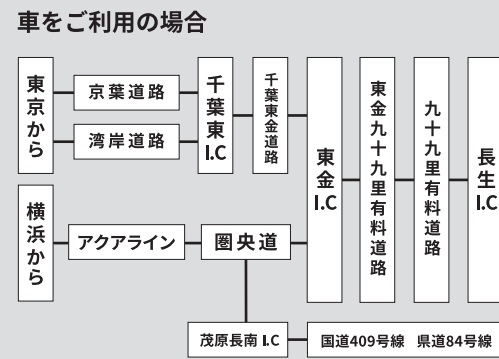 車をご利用の場合
東京から
京葉道路
湾岸道路
千葉東I.C
千葉東金道路
東金I.C
東金九十九里有料道路
九十九里有料道路
長生I.C
横浜から
アクアライン
圏央道
茂原長南I.C
国道409号線 県道84号線